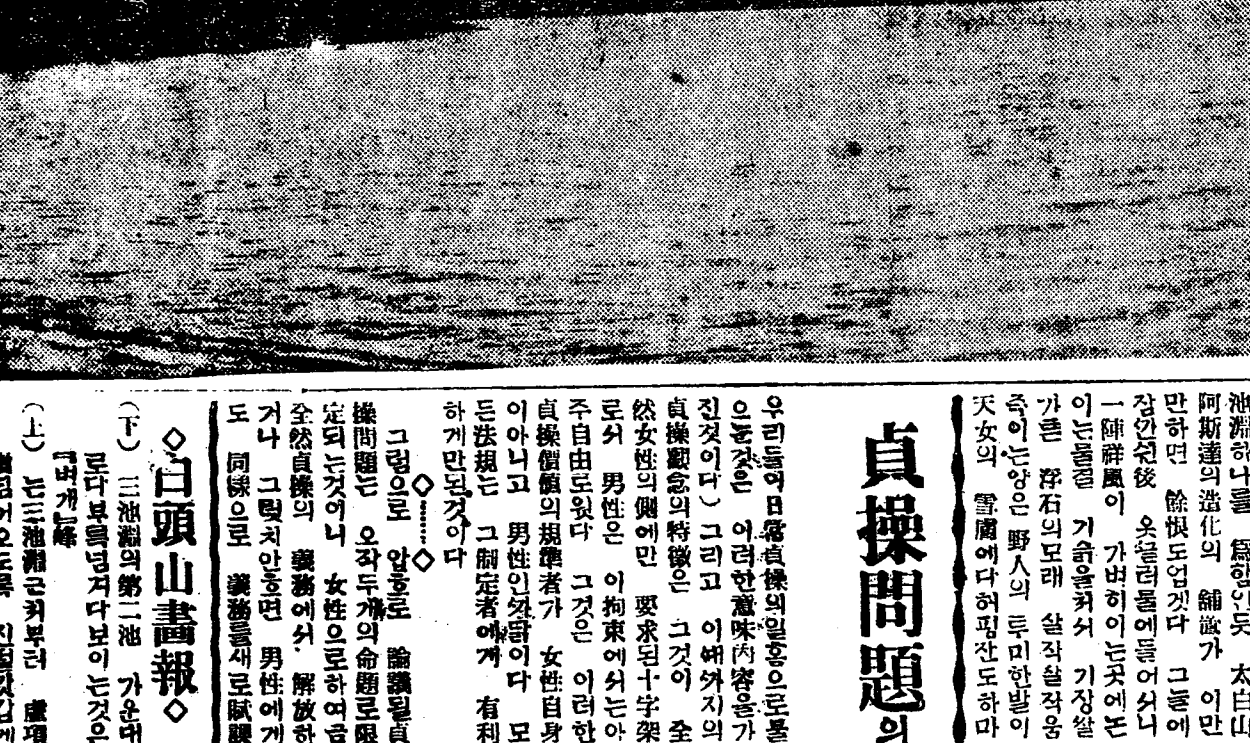 池淵하나를 爲함인듯 太白山
阿斯達의造化의 鋪敍가 이만
만하면 餘恨도업겟다 그늘에
잠간쉰後 옷끌러물에들어서니
一陣祥風이 가벼히이는곳에논
이는물결 기슭을처서 기장쌀
가튼 浮石의모래 살작살작움
즉이는양은 野人의 투미한발이
天女의 雪膚에다허핌잔도하마
貞操問題의
우리들의日常貞操의일홈으로불
으는것은 이러한意味內容을가
진것이다) 그리고 이때까지의
貞操觀念의特徵은 그것이 全
然女性의側에만 要求된十字架
로서 男性은 이拘束에서는아
주自由로윗다 그것은 이러한
貞操價値의規準者가 女性自身
이아니고 男性인까닭이다 모
든法規는 그制定者에게 有利
하게만된것이다
◇……◇
그럼으로 압흐로 論議될貞
操問題는 오작두개의命題로限
定되는것이니 女性으로하여금
全然貞操의 義務에서 解放하
거나 그럿치안흐면 男性에게
도 同樣으로 義務를새로賦課
◇白頭山畫報◇
(下) 三池淵의第二池 가운대
로다부룩넘겨다보이는것은
『벼개』峰
(上) 는三池淵근처부터 虛項